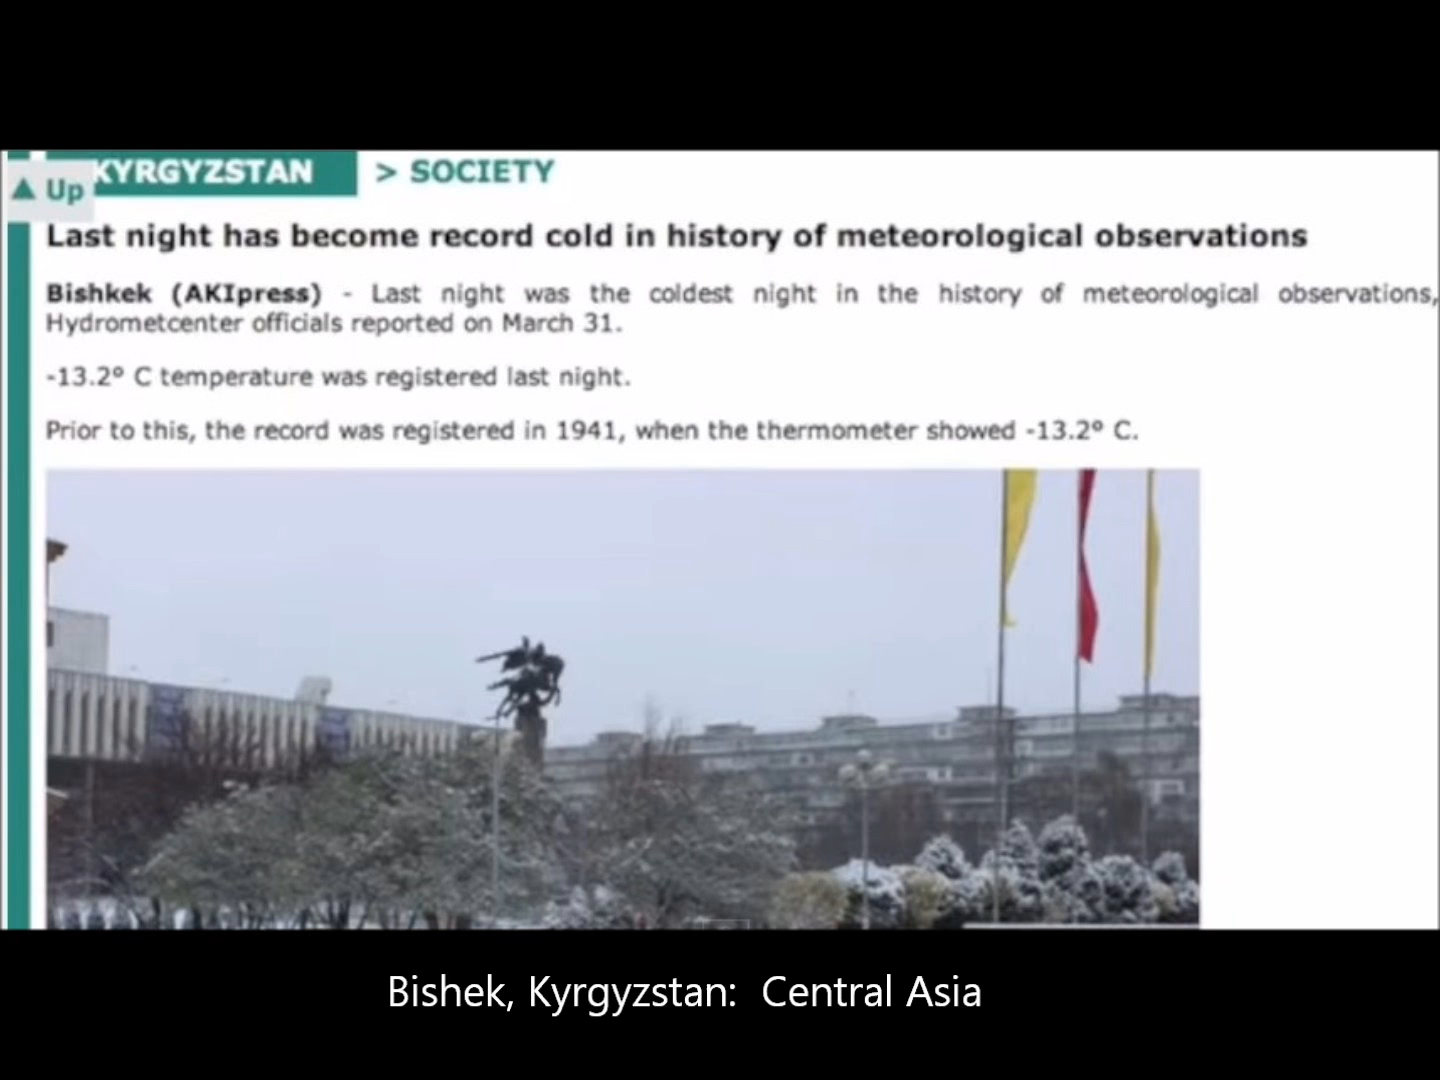 KYRGYZSTAN > SOCIETY
▲ Up
Last night has become record cold in history of meteorological observations
Bishkek (AKIpress) - Last night was the coldest night in the history of meteorological observations,
Hydrometcenter officials reported on March 31.
-13.2º C temperature was registered last night.
Prior to this, the record was registered in 1941, when the thermometer showed -13.2º C.
Bishek, Kyrgyzstan: Central Asia